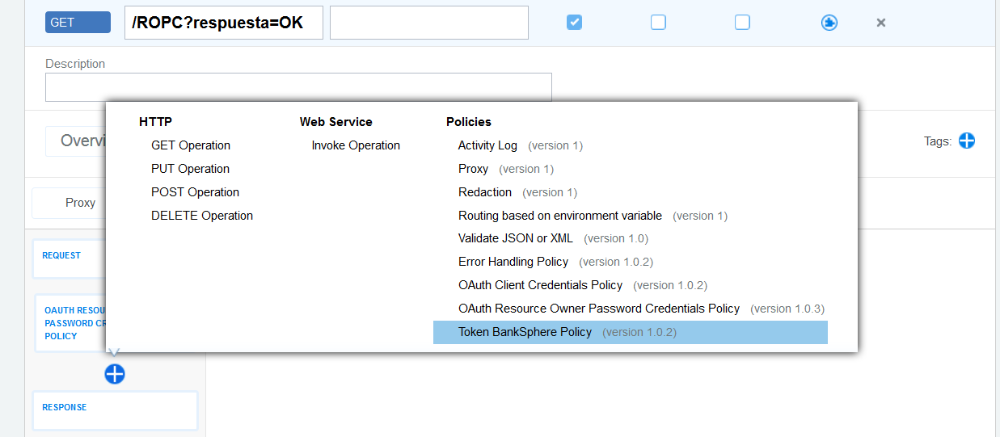 GET
/ROPC?respuesta=OK
Description
HTTP
GET Operation
PUT Operation
POST Operation
DELETE Operation
Web Service
Invoke Operation
Policies
Activity Log (version 1)
Proxy (version 1)
Redaction (version 1)
Routing based on environment variable (version 1)
Validate JSON or XML (version 1.0)
Error Handling Policy (version 1.0.2)
OAuth Client Credentials Policy (version 1.0.2)
OAuth Resource Owner Password Credentials Policy (version 1.0.3)
Token BankSphere Policy (version 1.0.2)
Overvi
Tags:
Proxy
REQUEST
OAUTH RESOU
PASSWORD CR
POLICY
RESPONSE